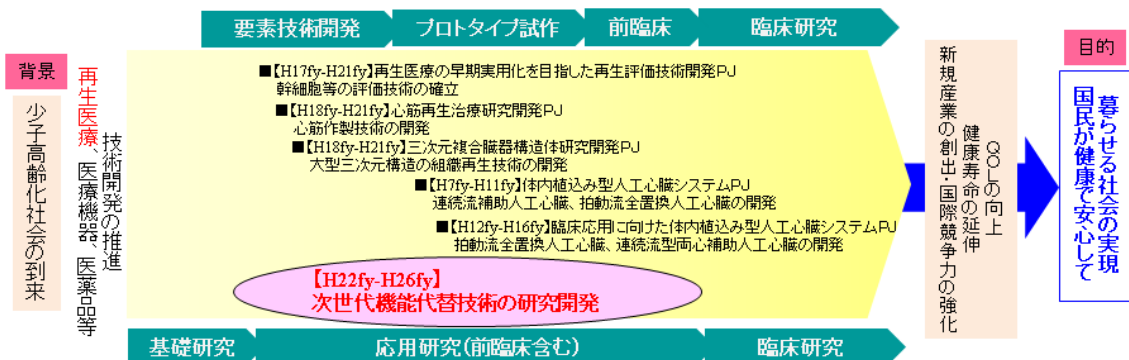 要素技術開発
プロトタイプ試作
前臨床
臨床研究
背景
少子高齢化社会の到来
再生医療、医療機器、医薬品等
技術開発の推進
■【H17fy-H21fy】再生医療の早期実用化を目指した再生評価技術開発PJ
幹細胞等の評価技術の確立
■【H18fy-H21fy】心筋再生治療研究開発PJ
心筋作製技術の開発
■【H18fy-H21fy】三次元複合臓器構造体研究開発PJ
大型三次元構造の組織再生技術の開発
■【H7fy-H11fy】体内植込み型人工心臓システムPJ
連続流補助人工心臓、拍動流全置換人工心臓の開発
■【H12fy-H16fy】臨床応用に向けた体内植込み型人工心臓システムPJ
拍動流全置換人工心臓、連続流型両心補助人工心臓の開発
【H22fy-H26fy】
次世代機能代替技術の研究開発
基礎研究
応用研究(前臨床含む)
臨床研究
QOLの向上
健康寿命の延伸
新規産業の創出・国際競争力の強化
目的
国民が健康で安心して
暮らせる社会の実現